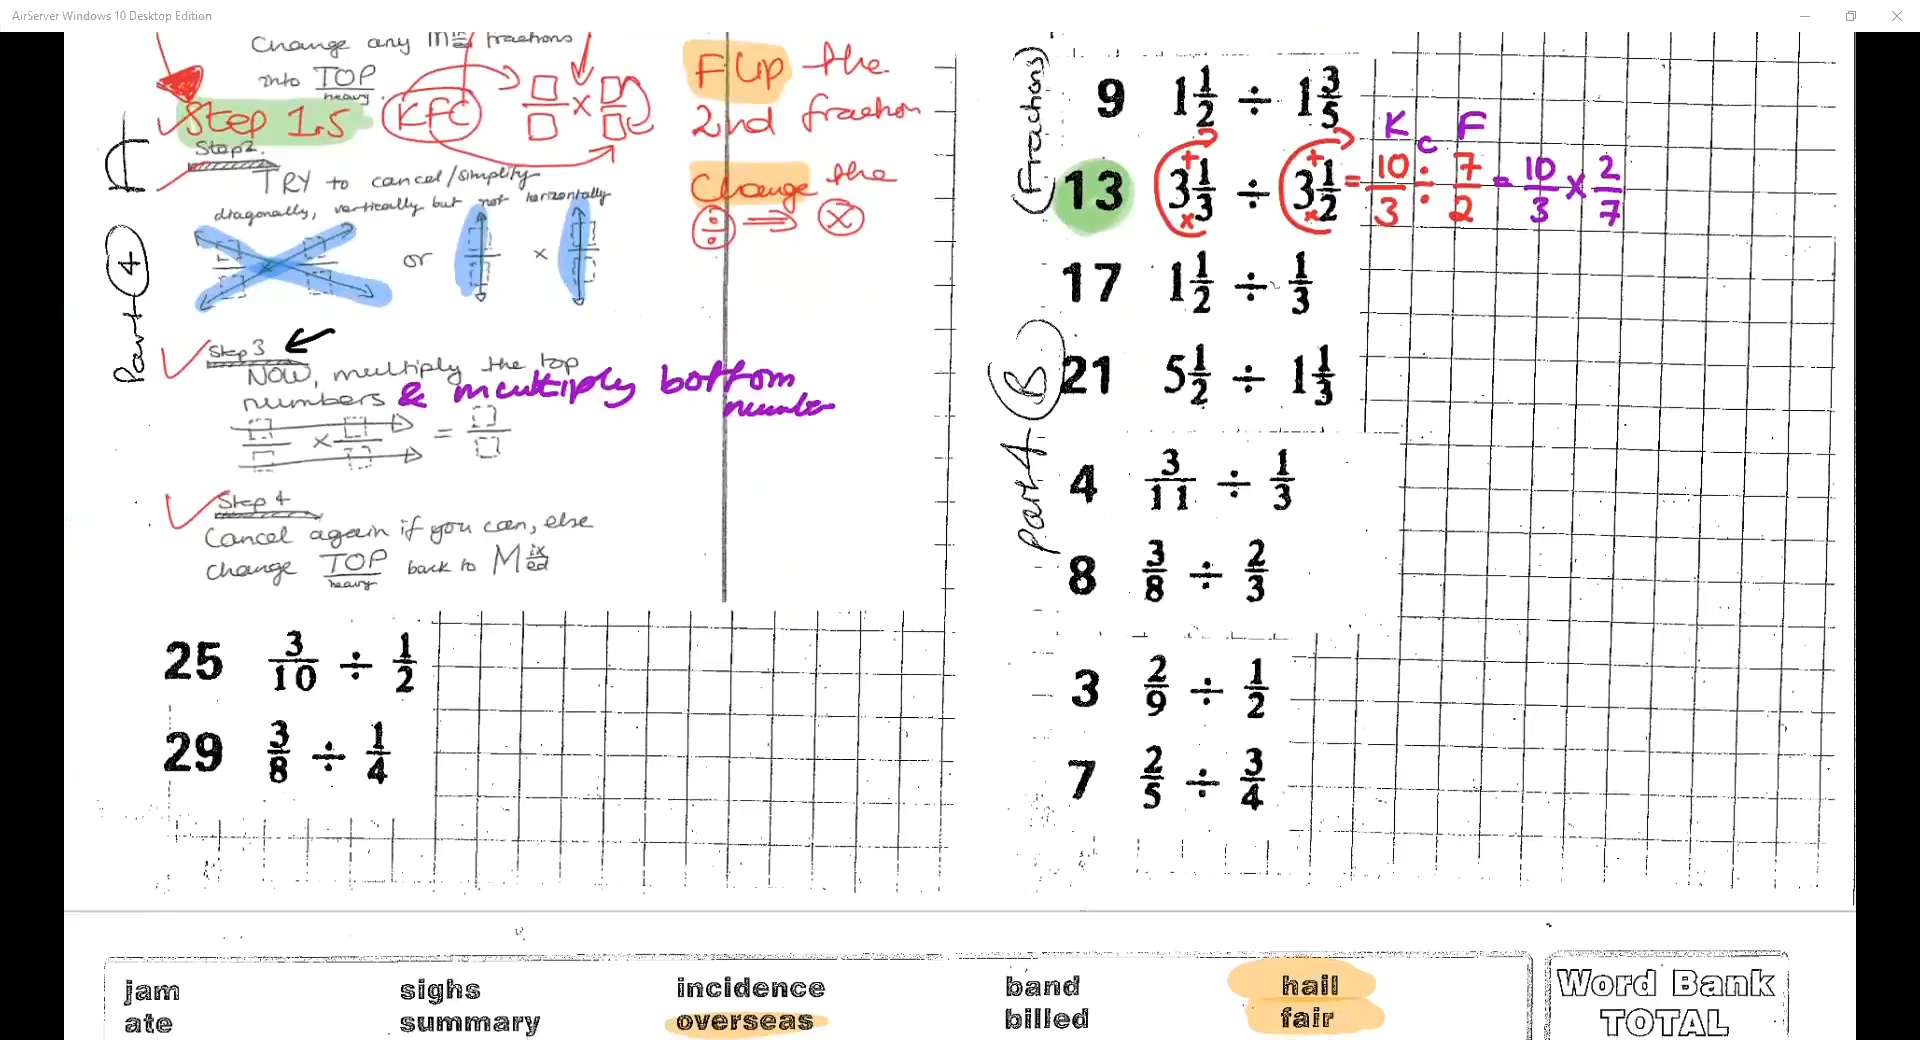 AirServer Windows 10 Desktop Edition
Change any Mixed fractions
into TOP heavy.
Step 1.5 KFC □/□ × □/□
Step 2.
TRY to cancel/simplify
diagonally, vertically but not horizontally
or ×
Part 4
Step 3
NOW, multiply the top
numbers & multiply bottom
number
□/□ × □/□ = □/□
Step 4
Cancel again if you can, else
change TOP heavy back to Mixed
Flip the
2nd fraction
Change the
÷ ⇒ ×
25 3/10 ÷ 1/2
29 3/8 ÷ 1/4
(Fractions)
Part 4 B
9 1 1/2 ÷ 1 3/5
K C F
13 3 1/3 ÷ 3 1/2 = 10/3 ÷ 7/2 = 10/3 × 2/7
17 1 1/2 ÷ 1/3
21 5 1/2 ÷ 1 1/3
4 3/11 ÷ 1/3
8 3/8 ÷ 2/3
3 2/9 ÷ 1/2
7 2/5 ÷ 3/4
jam sighs incidence band hail
ate summary overseas billed fair
Word Bank
TOTAL